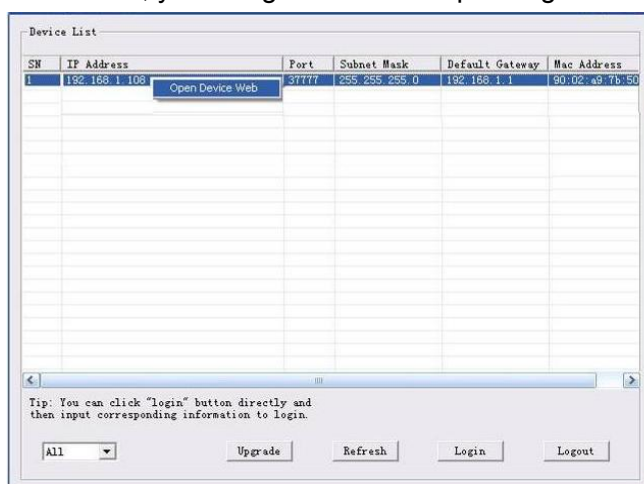 Device List
SN IP Address Port Subnet Mask Default Gateway Mac Address
1 192.168.1.108 37777 255.255.255.0 192.168.1.1 90:02:a9:7b:50
Open Device Web
Tip: You can click "login" button directly and
then input corresponding information to login.
All Upgrade Refresh Login Logout